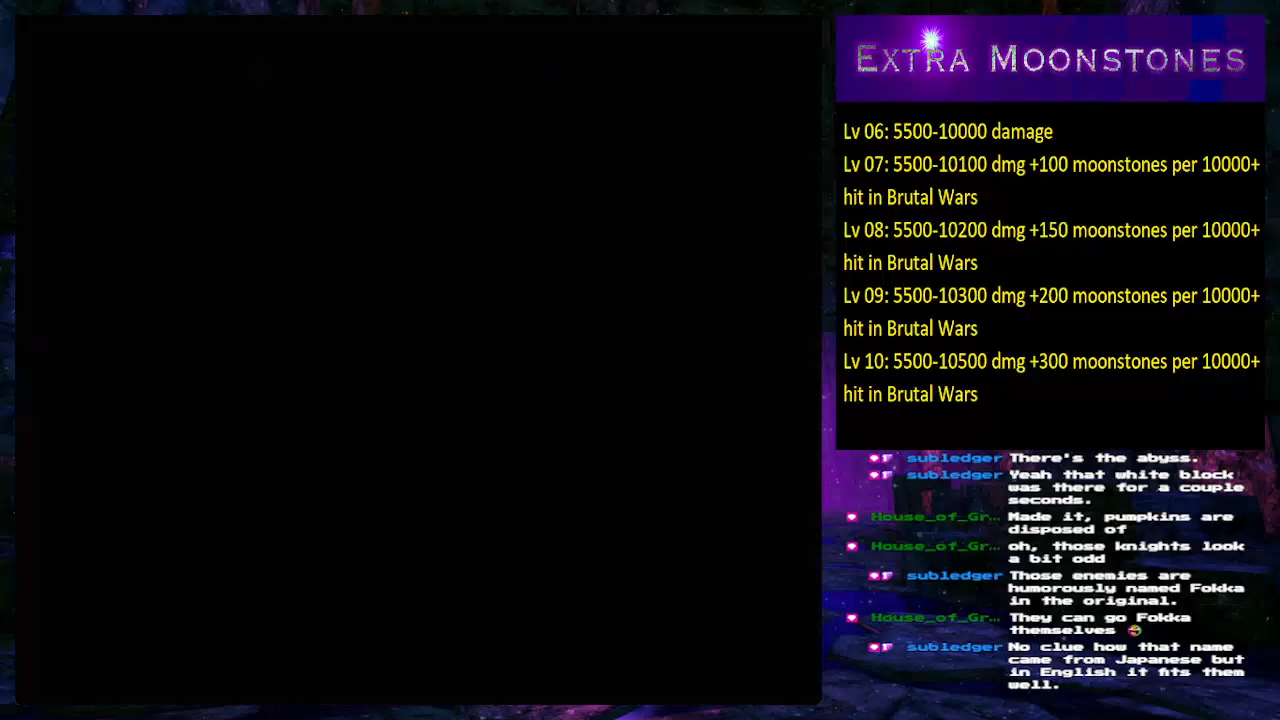 EXTRA MOONSTONES
Lv 06: 5500-10000 damage
Lv 07: 5500-10100 dmg +100 moonstones per 10000+
hit in Brutal Wars
Lv 08: 5500-10200 dmg +150 moonstones per 10000+
hit in Brutal Wars
Lv 09: 5500-10300 dmg +200 moonstones per 10000+
hit in Brutal Wars
Lv 10: 5500-10500 dmg +300 moonstones per 10000+
hit in Brutal Wars
subledger There's the abyss.
subledger Yeah that white block
was there for a couple
seconds.
House_of_Gr... Made it, pumpkins are
disposed of
House_of_Gr... oh, those knights look
a bit odd
subledger Those enemies are
humorously named Fokka
in the original.
House_of_Gr... They can go Fokka
themselves
subledger No clue how that name
came from Japanese but
in English it fits them
well.